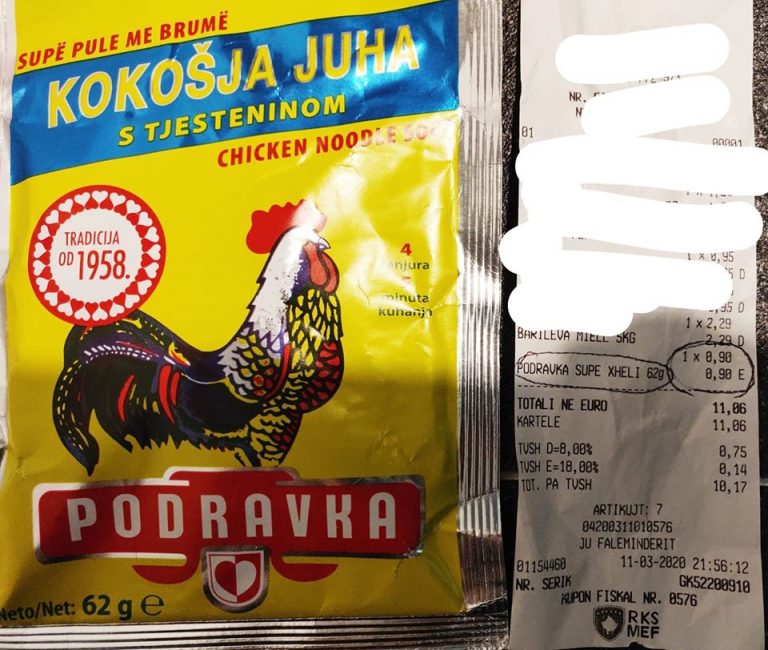 SUPË PULE ME BRUMË
KOKOŠJA JUHA
S TJESTENINOM
CHICKEN NOODLE
TRADICIJA
OD 1958.
4
tanjura
5
minuta
kuhanja
PODRAVKA
Neto/Net: 62 g ℮
01 00001
1 x 0,95
1 x 2,29
BARILEVA MIELL 5KG 2,29 D
1 x 0,90
PODRAVKA SUPE XHELI 62g 0,90 E
TOTALI NE EURO 11,06
KARTELE 11,06
TVSH D=8,00% 0,75
TVSH E=18,00% 0,14
TOT. PA TVSH 10,17
ARTIKUJT: 7
04200311010576
JU FALEMINDERIT
01154460 11-03-2020 21:56:12
NR. SERIK GK52200910
KUPON FISKAL NR. 0576
RKS
MEF